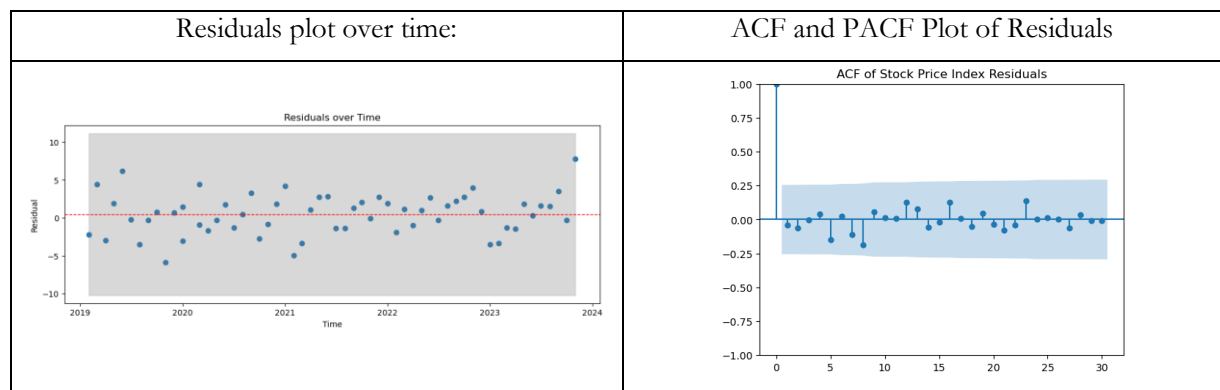 Residuals plot over time:
ACF and PACF Plot of Residuals
Residuals over Time
10
5
0
−5
−10
Residual
2019 2020 2021 2022 2023 2024
Time
ACF of Stock Price Index Residuals
1.00
0.75
0.50
0.25
0.00
−0.25
−0.50
−0.75
−1.00
0 5 10 15 20 25 30